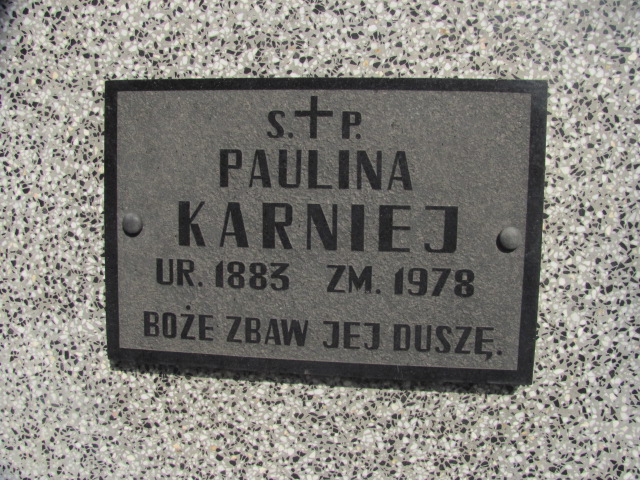 S.✝P.
PAULINA
KARNIEJ
UR. 1883 ZM. 1978
BOŻE ZBAW JEJ DUSZĘ.